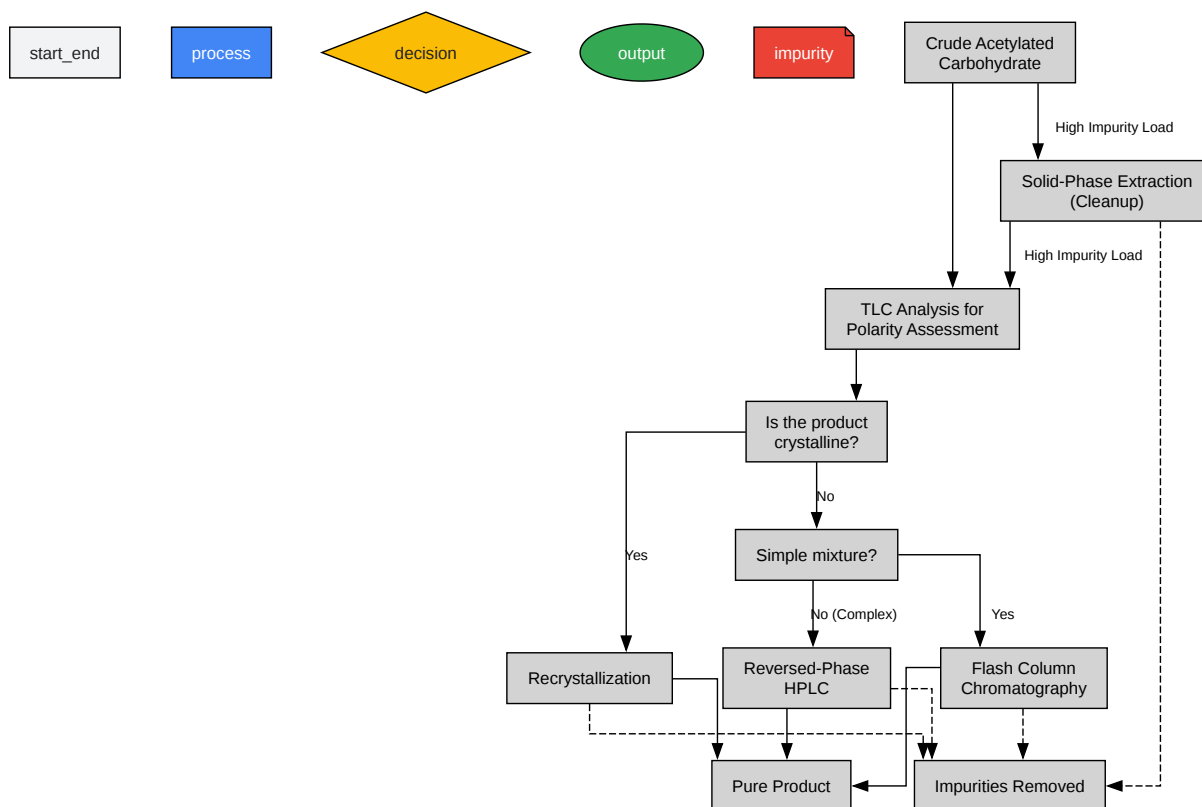 start_end
process
decision
output
impurity
Crude Acetylated
Carbohydrate
High Impurity Load
Solid-Phase Extraction
(Cleanup)
High Impurity Load
TLC Analysis for
Polarity Assessment
Is the product
crystalline?
No
Yes
Simple mixture?
No (Complex)
Yes
Recrystallization
Reversed-Phase
HPLC
Flash Column
Chromatography
Pure Product
Impurities Removed